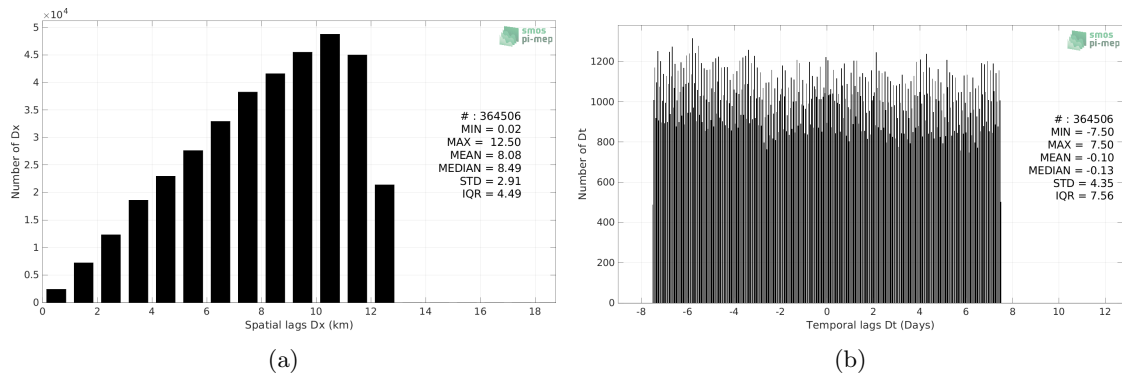 ×10⁴
5
4.5
4
3.5
3
2.5
2
1.5
1
0.5
0
Number of Dx
0 2 4 6 8 10 12 14 16 18
Spatial lags Dx (km)
smos
pi-mep
# : 364506
MIN = 0.02
MAX = 12.50
MEAN = 8.08
MEDIAN = 8.49
STD = 2.91
IQR = 4.49
(a)
1200
1000
800
600
400
200
0
Number of Dt
-8 -6 -4 -2 0 2 4 6 8 10 12
Temporal lags Dt (Days)
smos
pi-mep
# : 364506
MIN = -7.50
MAX = 7.50
MEAN = -0.10
MEDIAN = -0.13
STD = 4.35
IQR = 7.56
(b)